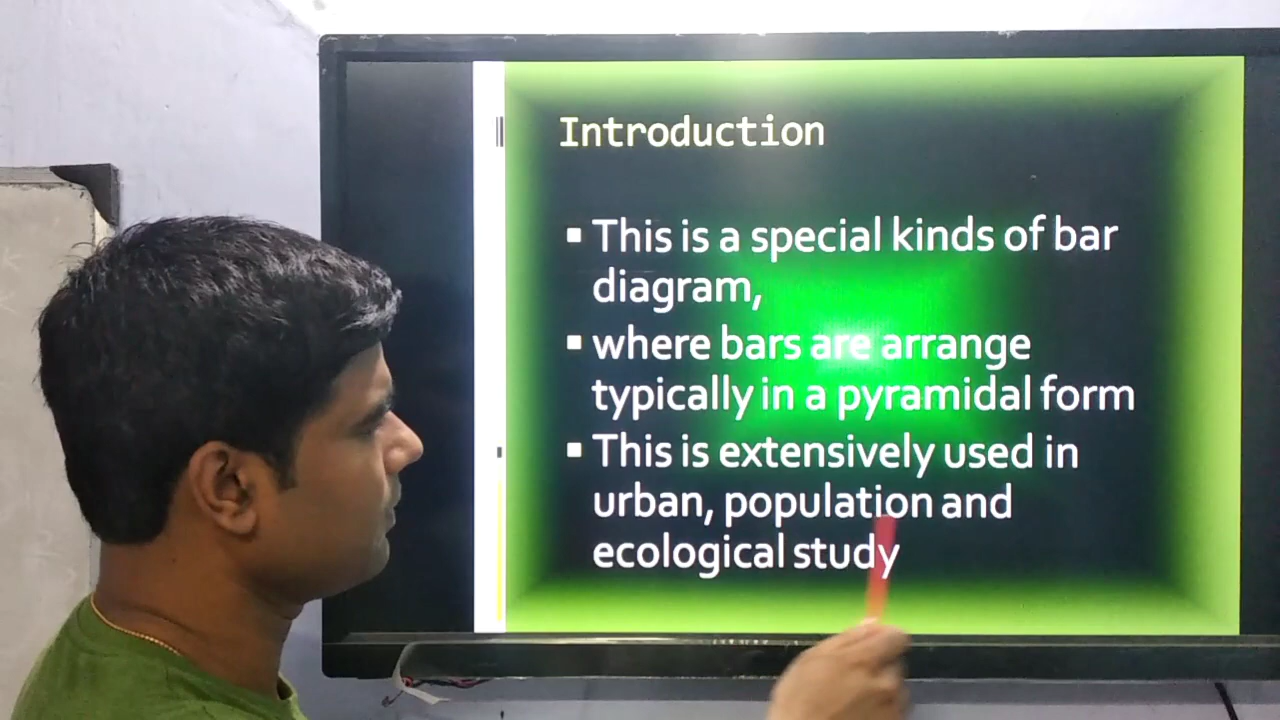 Introduction
▪ This is a special kinds of bar
diagram,
▪ where bars are arrange
typically in a pyramidal form
▪ This is extensively used in
urban, population and
ecological study